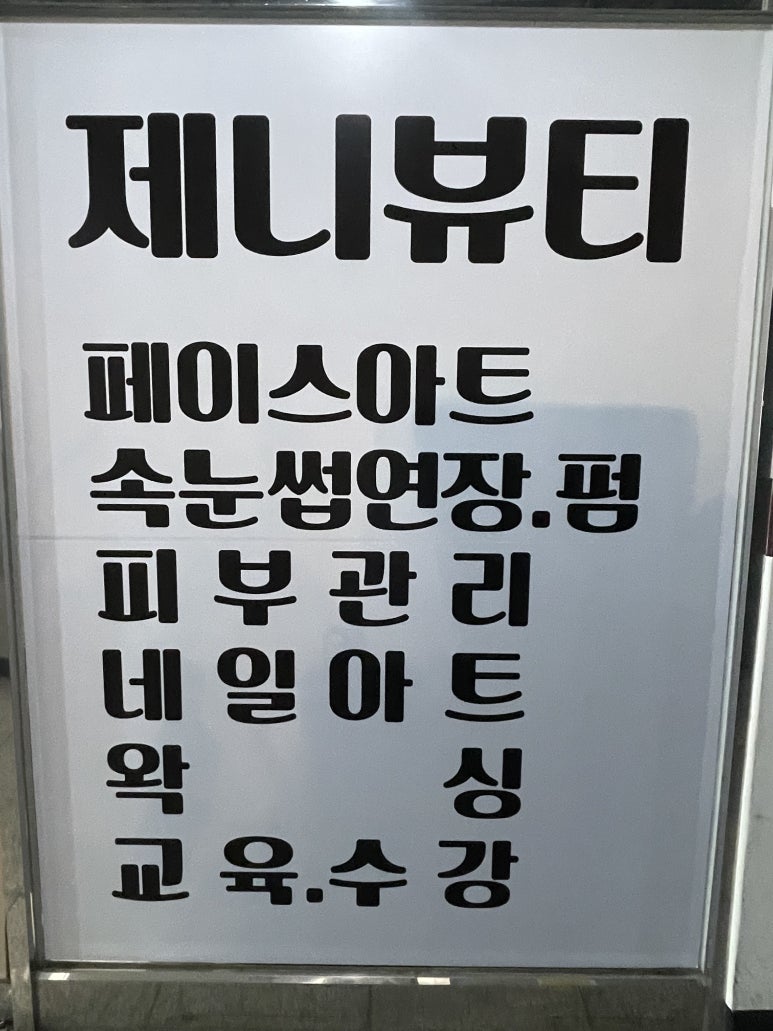 제니뷰티
페이스아트
속눈썹연장.펌
피부관리
네일아트
왁싱
교육.수강